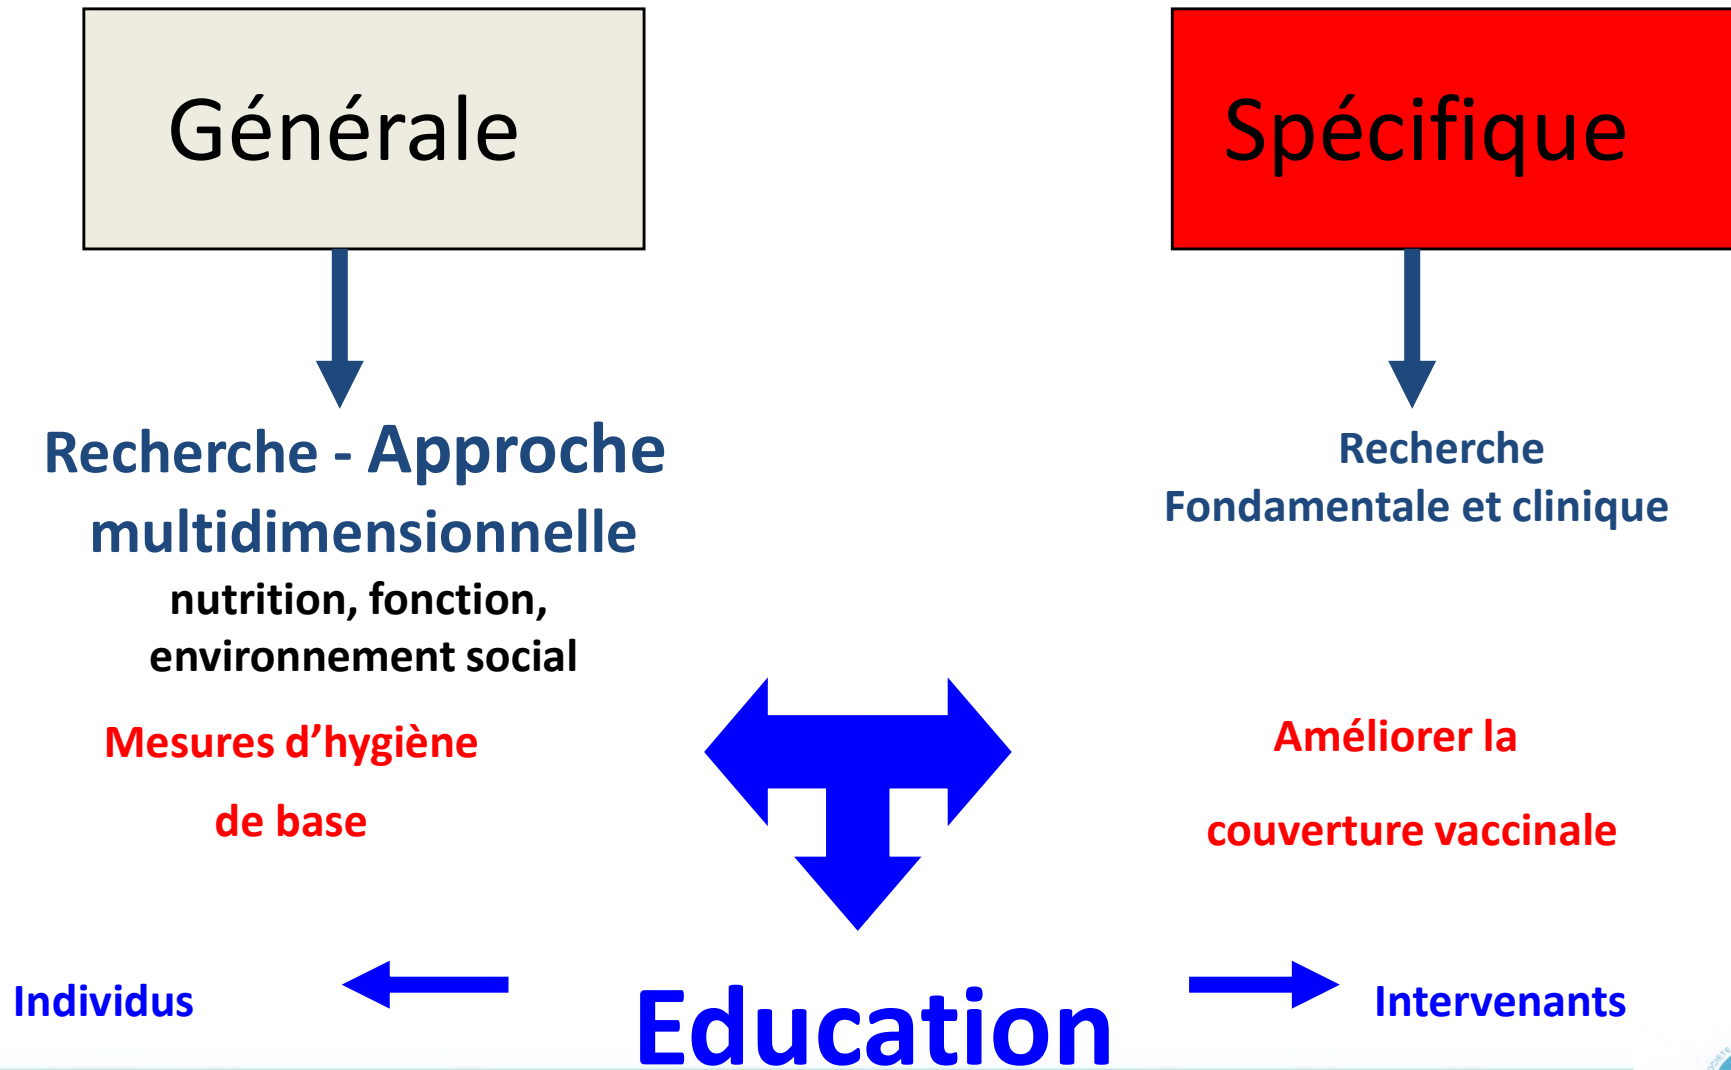 Générale
Spécifique
Recherche - Approche
multidimensionnelle
nutrition, fonction,
environnement social
Mesures d’hygiène
de base
Recherche
Fondamentale et clinique
Améliorer la
couverture vaccinale
Individus
Education
Intervenants